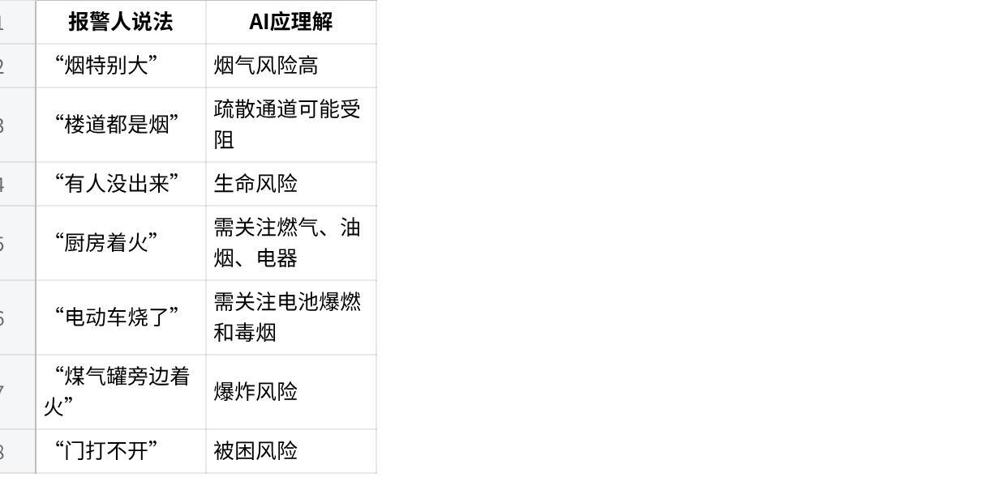 1 报警人说法 AI应理解
2 “烟特别大” 烟气风险高
3 “楼道都是烟” 疏散通道可能受
阻
4 “有人没出来” 生命风险
5 “厨房着火” 需关注燃气、油
烟、电器
6 “电动车烧了” 需关注电池爆燃
和毒烟
7 “煤气罐旁边着
火” 爆炸风险
8 “门打不开” 被困风险